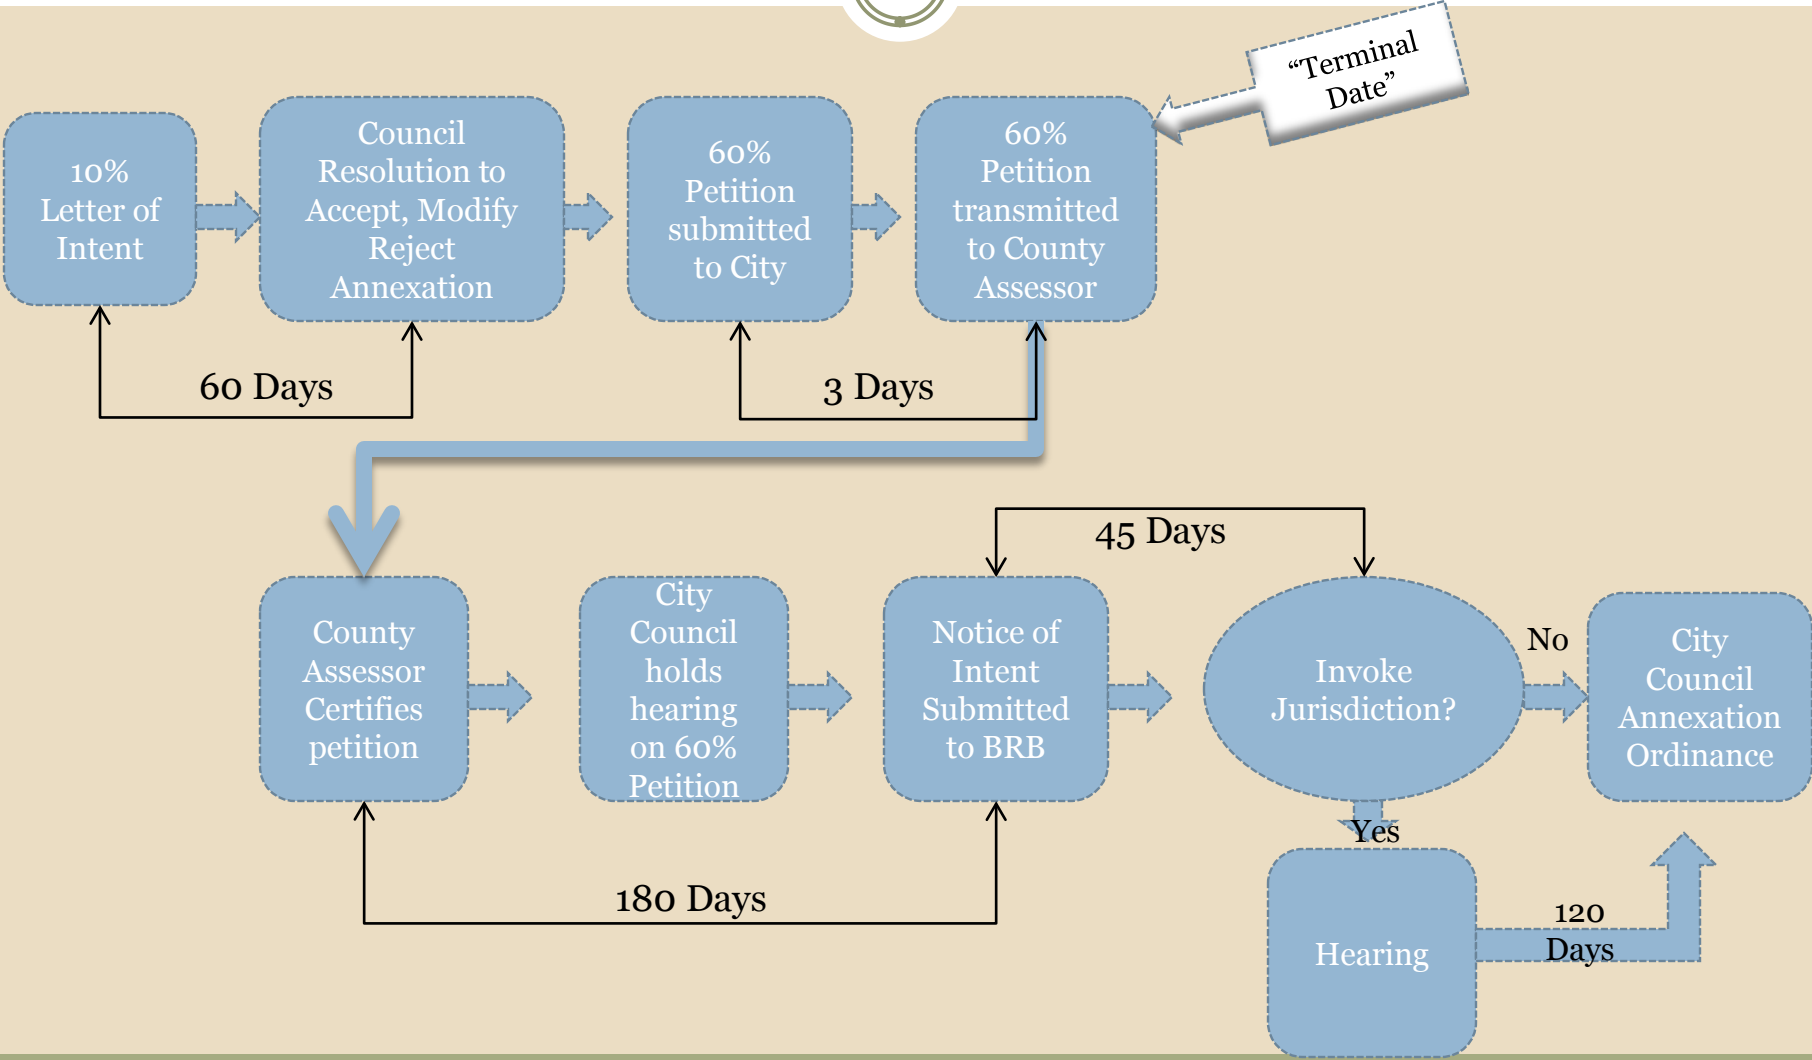 “Terminal
Date”
10%
Letter of
Intent
Council
Resolution to
Accept, Modify
Reject
Annexation
60%
Petition
submitted
to City
60%
Petition
transmitted
to County
Assessor
60 Days
3 Days
45 Days
County
Assessor
Certifies
petition
City
Council
holds
hearing
on 60%
Petition
Notice of
Intent
Submitted
to BRB
Invoke
Jurisdiction?
No
City
Council
Annexation
Ordinance
Yes
180 Days
Hearing
120
Days